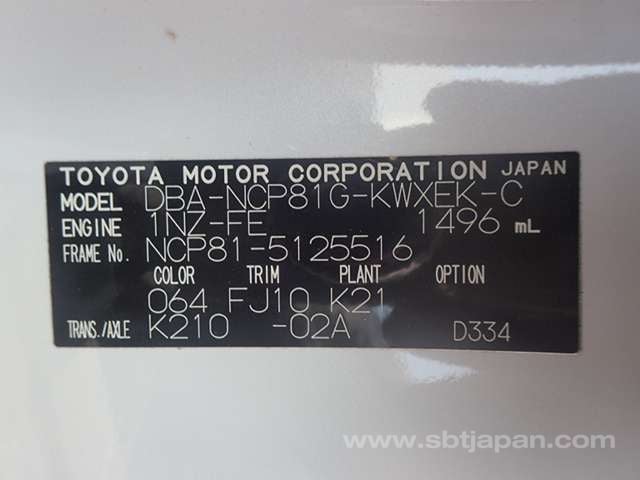 TOYOTA MOTOR CORPORATION JAPAN
MODEL DBA-NCP81G-KWXEK-C
ENGINE 1NZ-FE 1496 mL
FRAME No. NCP81-5125516
COLOR TRIM PLANT OPTION
064 FJ10 K21
TRANS./AXLE K210 -02A D334
www.sbtjapan.com